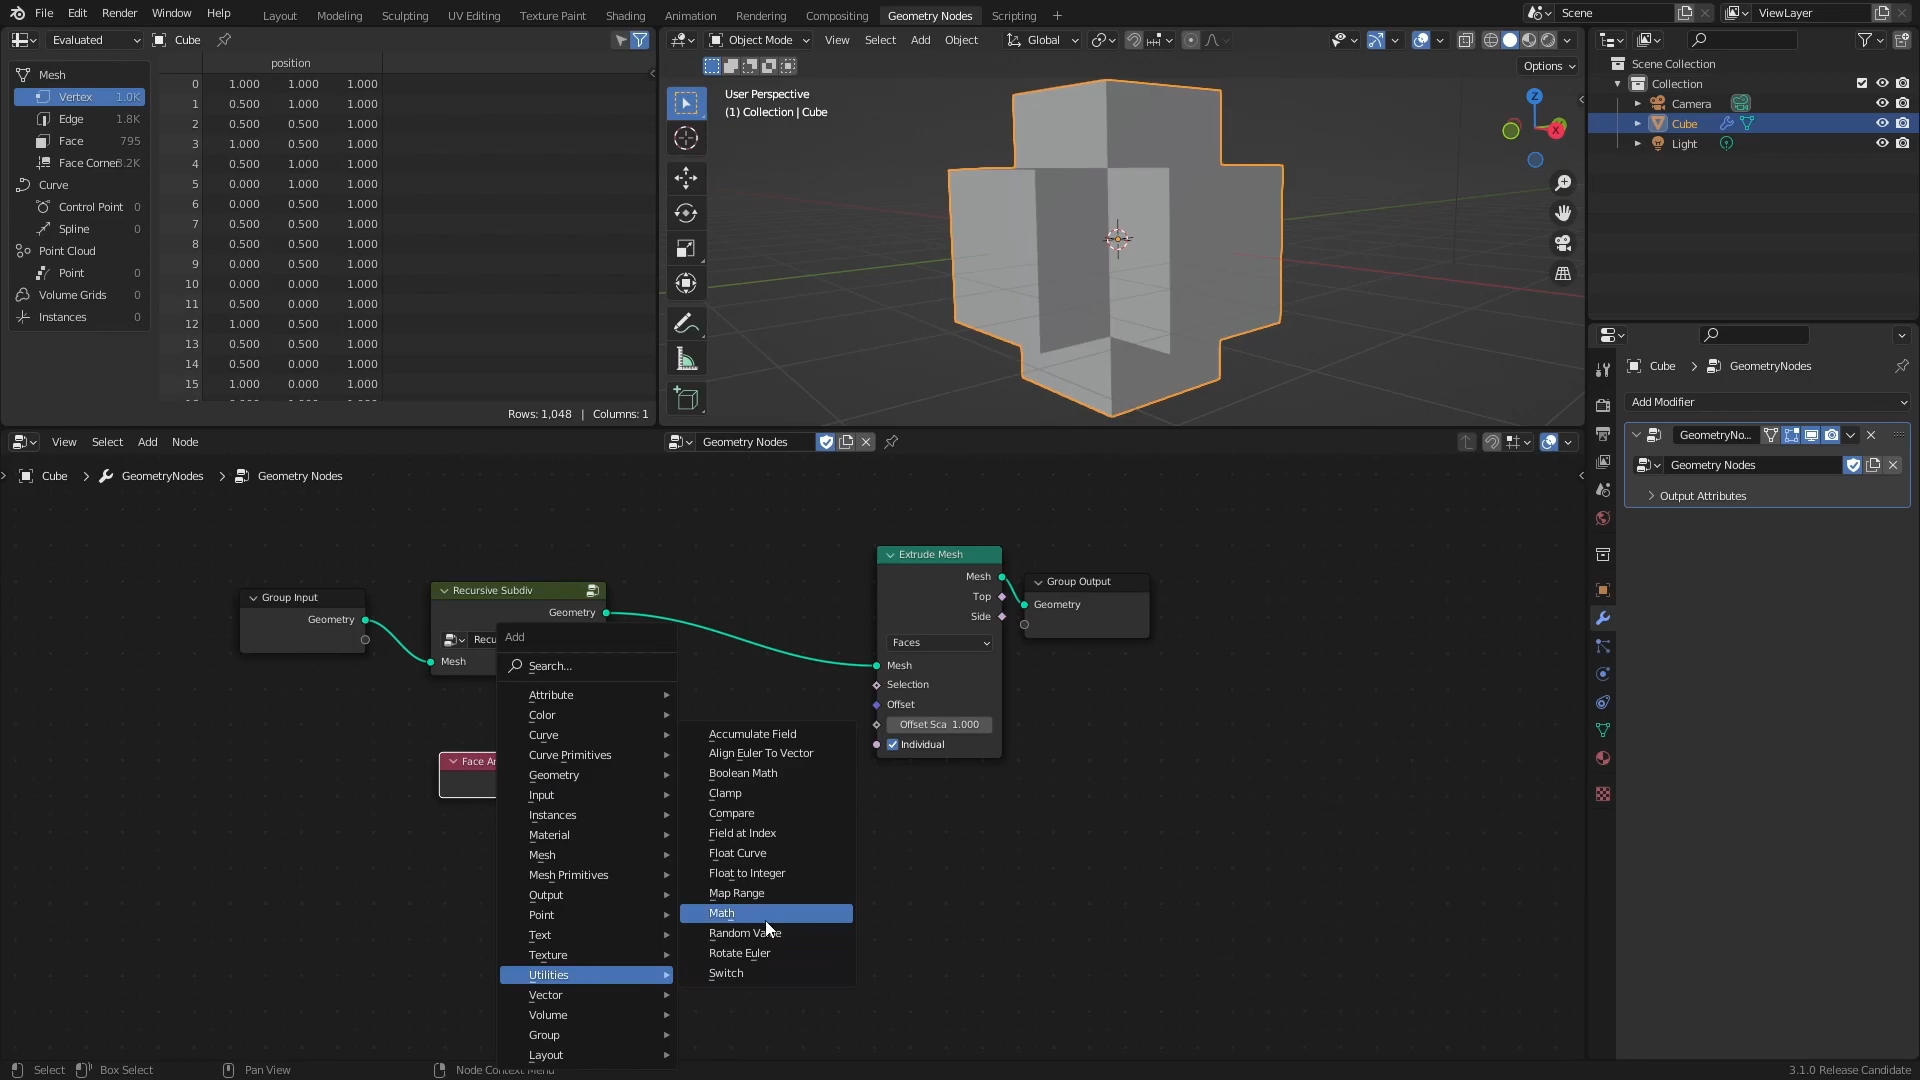 File Edit Render Window Help Layout Modeling Sculpting UV Editing Texture Paint Shading Animation Rendering Compositing Geometry Nodes Scripting + Scene ViewLayer
Evaluated Cube
position
Mesh
Vertex 1.0K
Edge 1.8K
Face 795
Face Corner 3.2K
Curve
Control Point 0
Spline 0
Point Cloud
Point 0
Volume Grids 0
Instances 0
0 1.000 1.000 1.000
1 0.500 1.000 1.000
2 0.500 0.500 1.000
3 1.000 0.500 1.000
4 0.500 1.000 1.000
5 0.000 1.000 1.000
6 0.000 0.500 1.000
7 0.500 0.500 1.000
8 0.500 0.500 1.000
9 0.000 0.500 1.000
10 0.000 0.000 1.000
11 0.500 0.000 1.000
12 1.000 0.500 1.000
13 0.500 0.500 1.000
14 0.500 0.000 1.000
15 1.000 0.000 1.000
Rows: 1,048 | Columns: 1
Object Mode View Select Add Object Global
Options
User Perspective
(1) Collection | Cube
Z
X
Scene Collection
Collection
Camera
Cube
Light
Cube > GeometryNodes
Add Modifier
GeometryNo...
Geometry Nodes
Output Attributes
View Select Add Node Geometry Nodes
Cube > GeometryNodes > Geometry Nodes
Group Input
Geometry
Recursive Subdiv
Geometry
Recu
Mesh
Face Ar
Add
Search...
Attribute
Color
Curve
Curve Primitives
Geometry
Input
Instances
Material
Mesh
Mesh Primitives
Output
Point
Text
Texture
Utilities
Vector
Volume
Group
Layout
Accumulate Field
Align Euler To Vector
Boolean Math
Clamp
Compare
Field at Index
Float Curve
Float to Integer
Map Range
Math
Random Value
Rotate Euler
Switch
Extrude Mesh
Mesh
Top
Side
Faces
Mesh
Selection
Offset
Offset Sca 1.000
Individual
Group Output
Geometry
Select Box Select Pan View Node Context Menu 3.1.0 Release Candidate